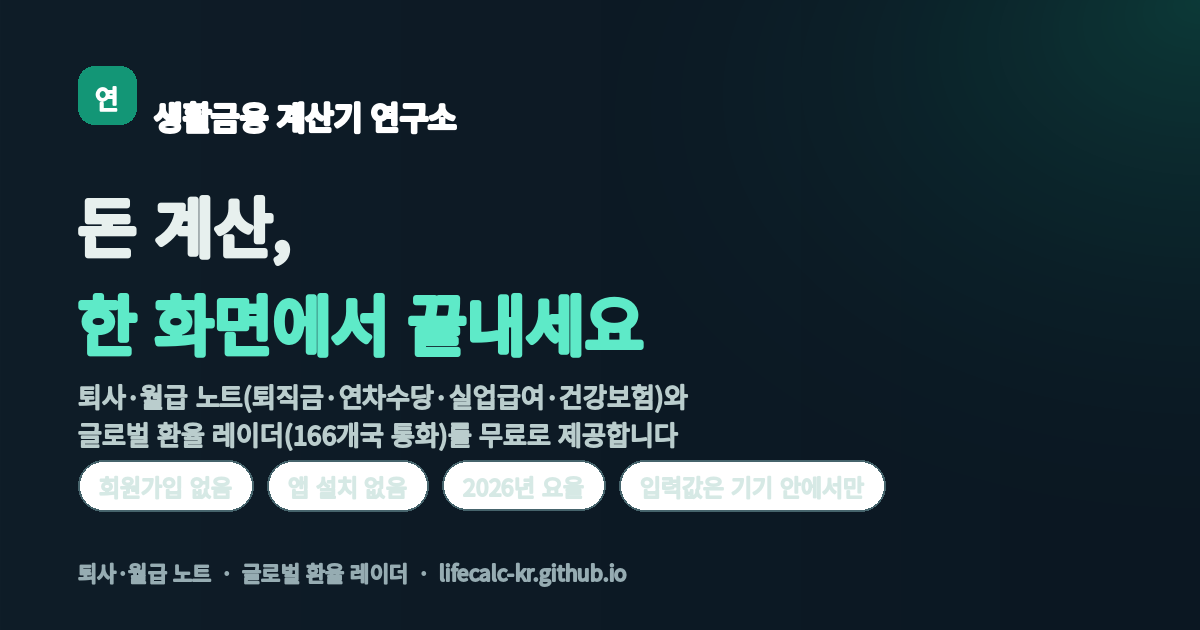 연
생활금융 계산기 연구소
돈 계산,
한 화면에서 끝내세요
퇴사·월급 노트(퇴직금·연차수당·실업급여·건강보험)와
글로벌 환율 레이더(166개국 통화)를 무료로 제공합니다
회원가입 없음 앱 설치 없음 2026년 요율 입력값은 기기 안에서만
퇴사·월급 노트 · 글로벌 환율 레이더 · lifecalc-kr.github.io